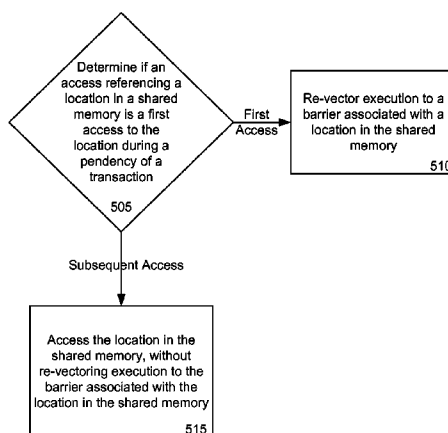 Determine if an
access referencing a
location in a shared
memory is a first
access to the
location during a
pendency of a
transaction
505
First
Access
Re-vector execution to a
barrier associated with a
location in the shared
memory
510
Subsequent Access
Access the location in the
shared memory, without
re-vectoring execution to the
barrier associated with the
location in the shared memory
515